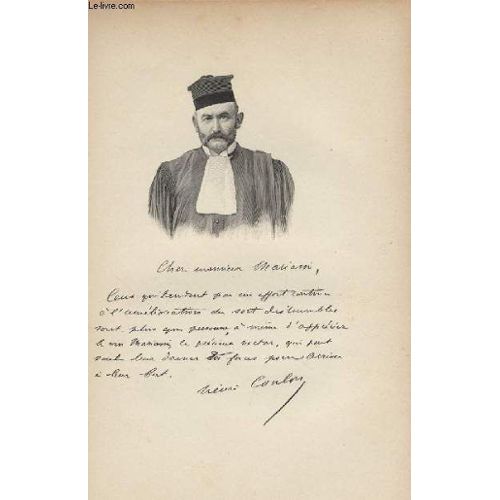 Le-livre.com
Cher monsieur Mariani,
Ceux qui tendent par un effort continu
à l'amélioration du sort des humbles
sont plus que personne, à même d'apprécier
le vin Mariani, le précieux nectar, qui peut
seul leur donner des forces pour arriver
à leur but.
Henri Coulon